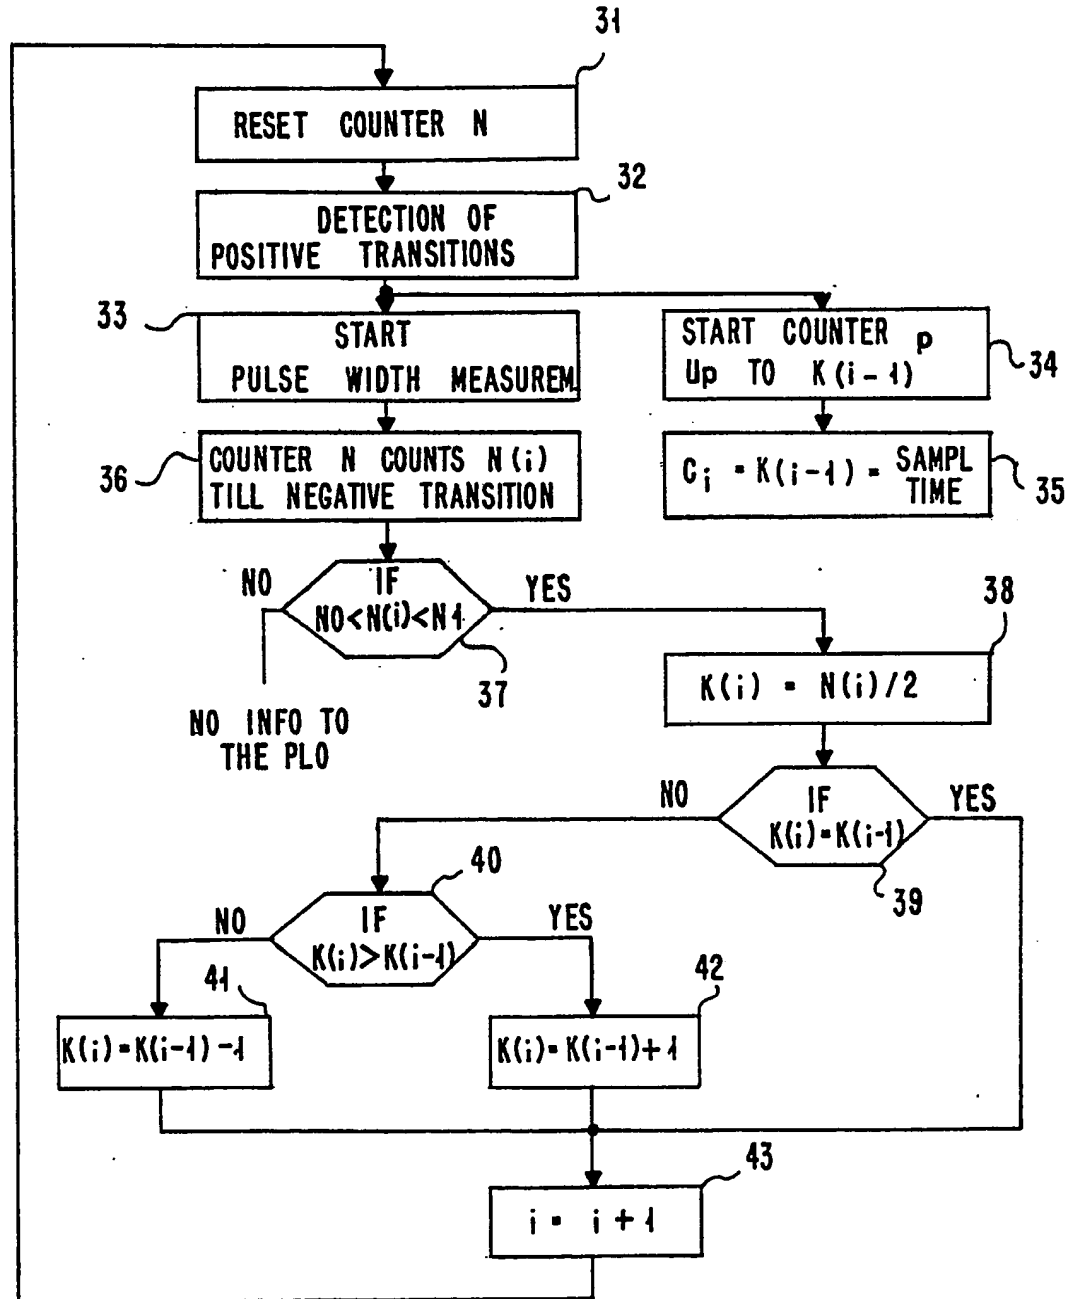 31
RESET COUNTER N
32
DETECTION OF
POSITIVE TRANSITIONS
33
START
PULSE WIDTH MEASUREM.
START COUNTER p
Up TO K(i-1)
34
36
COUNTER N COUNTS N(i)
TILL NEGATIVE TRANSITION
Ci = K(i-1) = SAMPL
TIME
35
NO
IF
N0<N(i)<N1
YES
37
38
NO INFO TO
THE PLO
K(i) = N(i)/2
NO
IF
K(i)=K(i-1)
YES
39
40
NO
IF
K(i)>K(i-1)
YES
41
K(i)=K(i-1)-1
42
K(i)=K(i-1)+1
43
i = i+1